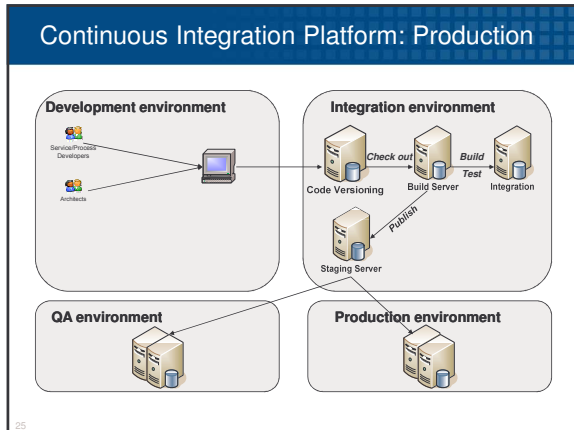 Continuous Integration Platform: Production
Development environment
Service/Process
Developers
Architects
Integration environment
Code Versioning
Check out
Build Server
Build
Test
Integration
Publish
Staging Server
QA environment
Production environment
25